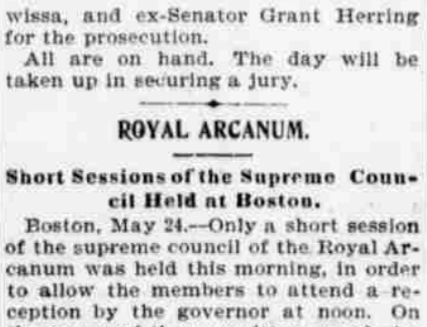 wissa, and ex-Senator Grant Herring
for the prosecution.
All are on hand. The day will be
taken up in securing a jury.
ROYAL ARCANUM.
Short Sessions of the Supreme Coun-
cil Held at Boston.
Boston, May 24.—Only a short session
of the supreme council of the Royal Ar-
canum was held this morning, in order
to allow the members to attend a re-
ception by the governor at noon. On